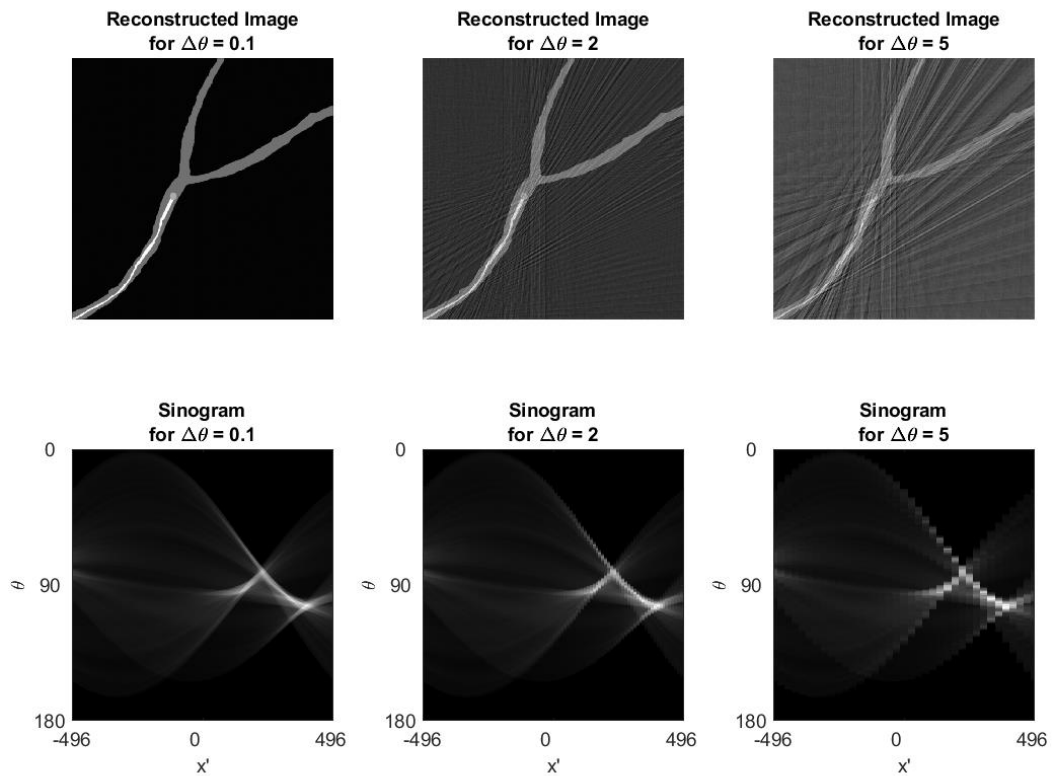 Reconstructed Image
for Δθ = 0.1
Reconstructed Image
for Δθ = 2
Reconstructed Image
for Δθ = 5
Sinogram
for Δθ = 0.1
Sinogram
for Δθ = 2
Sinogram
for Δθ = 5
0
90
180
θ
-496
0
496
x'
0
90
180
θ
-496
0
496
x'
0
90
180
θ
-496
0
496
x'